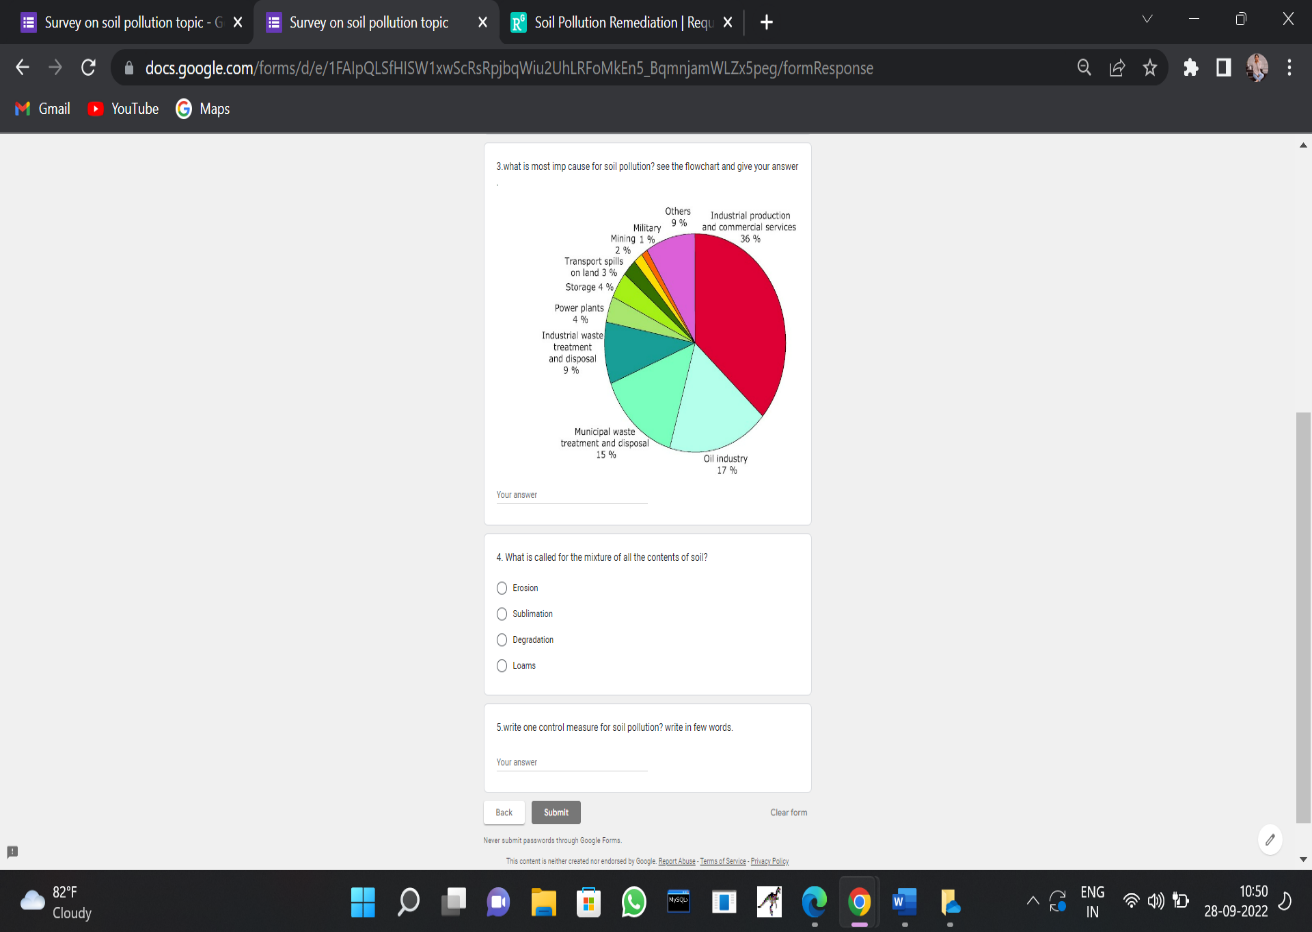 Survey on soil pollution topic - G
Survey on soil pollution topic
Soil Pollution Remediation | Requ
docs.google.com/forms/d/e/1FAIpQLSfHISW1xwScRsRpjbqWiu2UhLRFoMkEn5_BqmnjamWLZx5peg/formResponse
Gmail
YouTube
Maps
3.what is most imp cause for soil pollution? see the flowchart and give your answer
.
Others
9 %
Industrial production
and commercial services
36 %
Military
1 %
Mining
2 %
Transport spills
on land 3 %
Storage 4 %
Power plants
4 %
Industrial waste
treatment
and disposal
9 %
Municipal waste
treatment and disposal
15 %
Oil industry
17 %
Your answer
4. What is called for the mixture of all the contents of soil?
Erosion
Sublimation
Degradation
Loams
5.write one control measure for soil pollution? write in few words.
Your answer
Back
Submit
Clear form
Never submit passwords through Google Forms.
This content is neither created nor endorsed by Google. Report Abuse - Terms of Service - Privacy Policy
82°F
Cloudy
MySQL
ENG
IN
10:50
28-09-2022